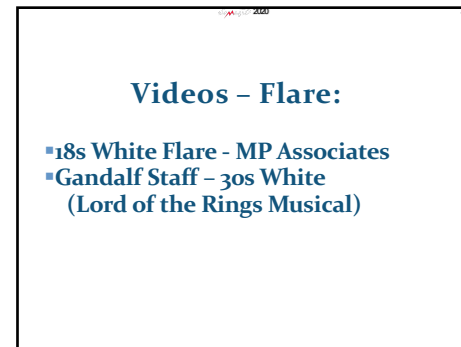 2020
Videos – Flare:
▪18s White Flare - MP Associates
▪Gandalf Staff – 30s White
(Lord of the Rings Musical)